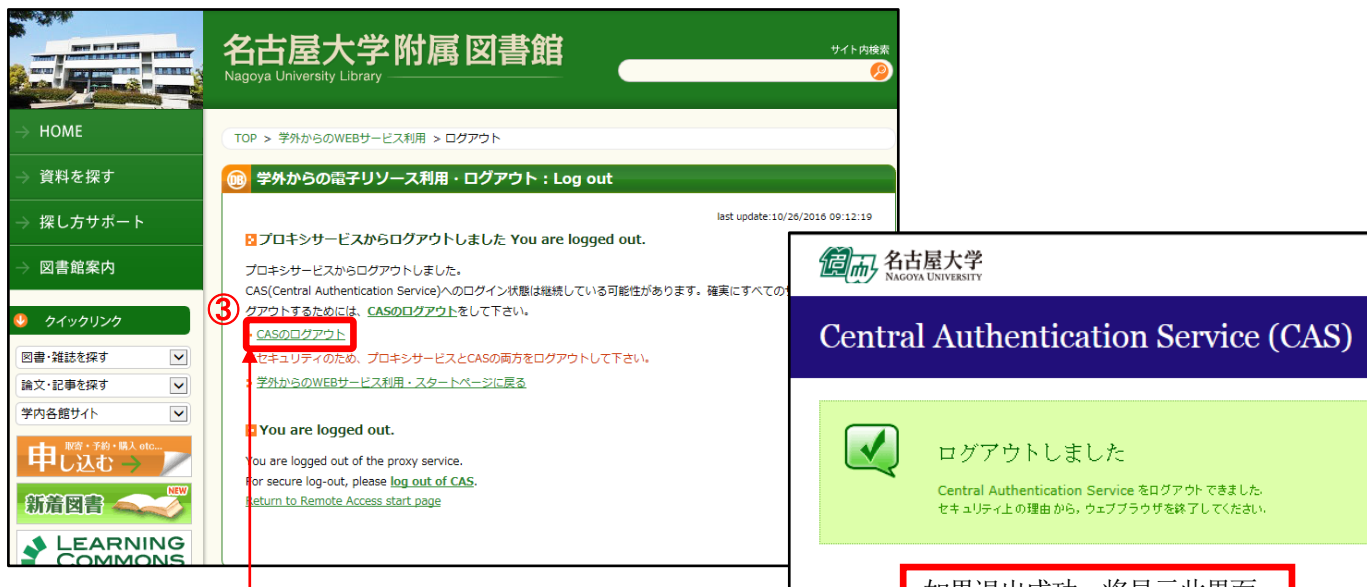 名古屋大学附属図書館
Nagoya University Library
サイト内検索
→ HOME
→ 資料を探す
→ 探し方サポート
→ 図書館案内
クイックリンク
図書・雑誌を探す
論文・記事を探す
学内各館サイト
取寄・予約・購入 etc...
申し込む →
新着図書
NEW
LEARNING
COMMONS
TOP > 学外からのWEBサービス利用 > ログアウト
DB 学外からの電子リソース利用・ログアウト：Log out
last update:10/26/2016 09:12:19
プロキシサービスからログアウトしました You are logged out.
プロキシサービスからログアウトしました。
CAS(Central Authentication Service)へのログイン状態は継続している可能性があります。確実にすべての
グアウトするためには、CASのログアウトをして下さい。
③
CASのログアウト
セキュリティのため、プロキシサービスとCASの両方をログアウトして下さい。
学外からのWEBサービス利用・スタートページに戻る
You are logged out.
You are logged out of the proxy service.
For secure log-out, please log out of CAS.
Return to Remote Access start page
名古屋大学
NAGOYA UNIVERSITY
Central Authentication Service (CAS)
ログアウトしました
Central Authentication Service をログアウトできました.
セキュリティ上の理由から, ウェブブラウザを終了してください.
如果退出成功，将显示此界面